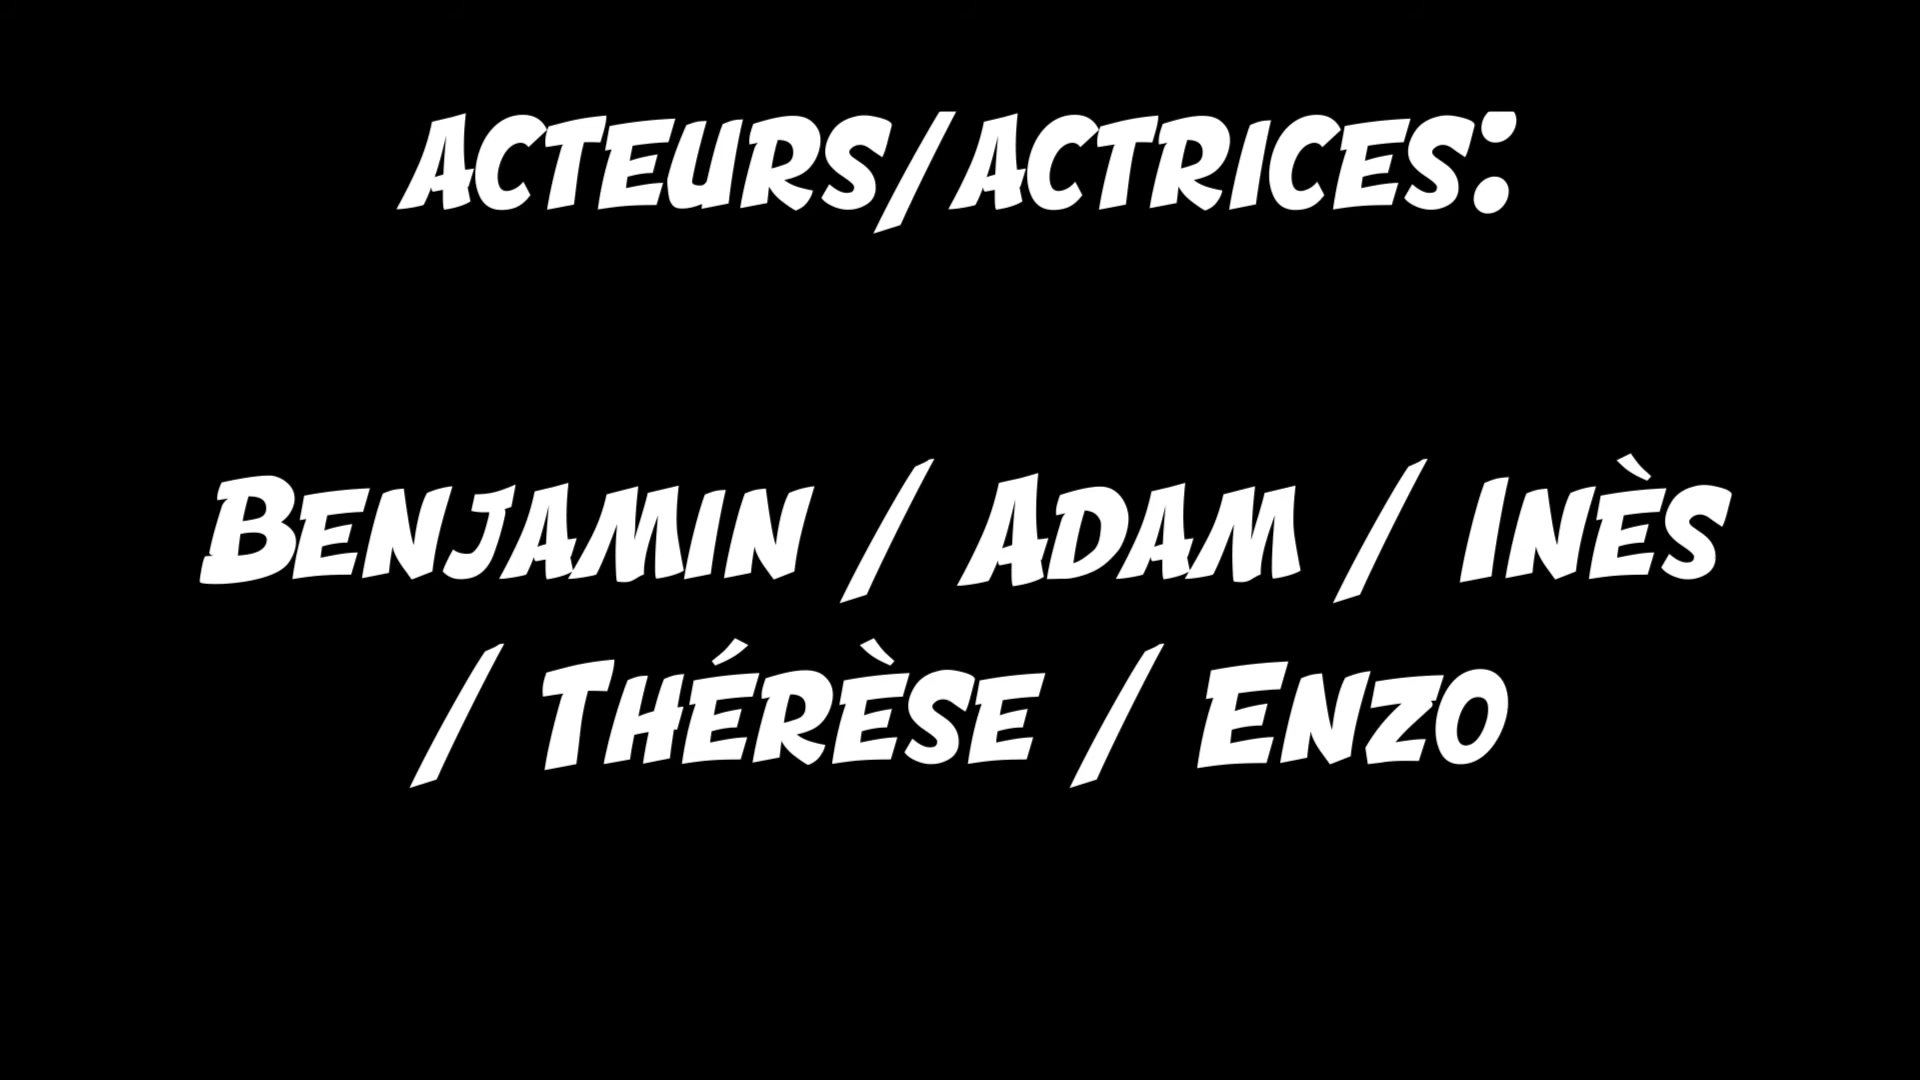 ACTEURS/ACTRICES:
BENJAMIN / ADAM / INÈS
/ THÉRÈSE / ENZO